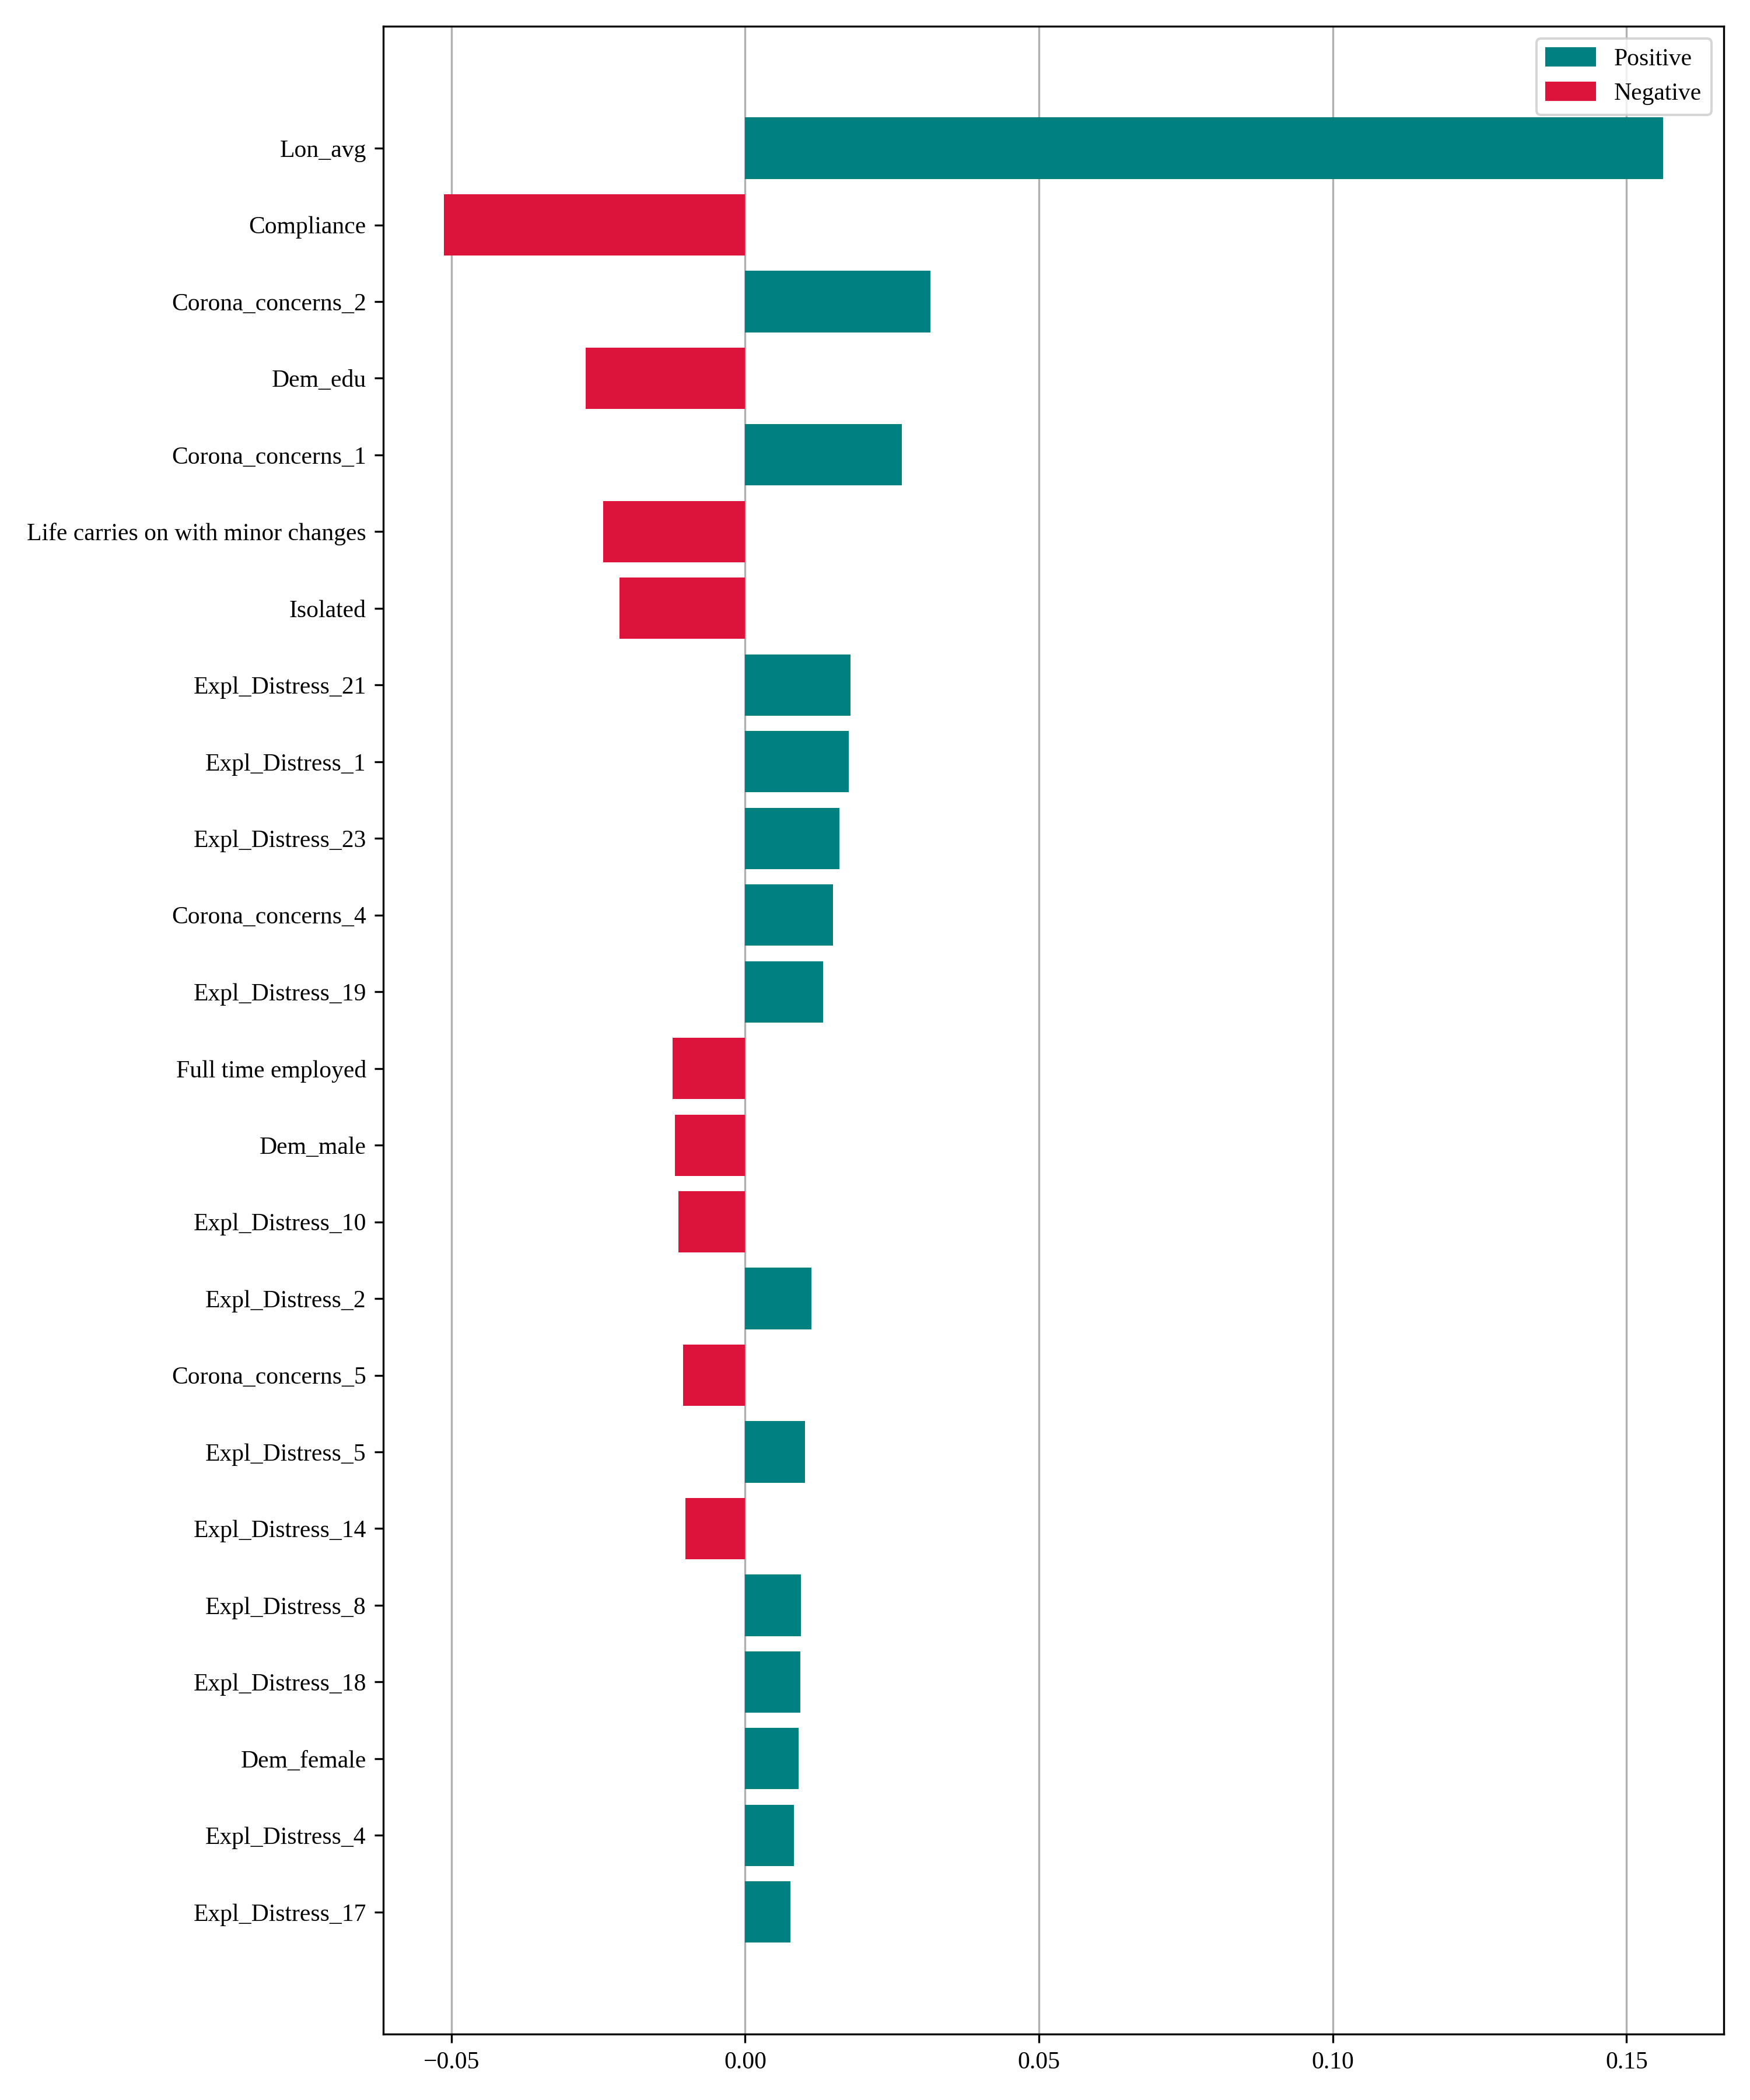 Positive
Negative
Lon_avg
Compliance
Corona_concerns_2
Dem_edu
Corona_concerns_1
Life carries on with minor changes
Isolated
Expl_Distress_21
Expl_Distress_1
Expl_Distress_23
Corona_concerns_4
Expl_Distress_19
Full time employed
Dem_male
Expl_Distress_10
Expl_Distress_2
Corona_concerns_5
Expl_Distress_5
Expl_Distress_14
Expl_Distress_8
Expl_Distress_18
Dem_female
Expl_Distress_4
Expl_Distress_17
−0.05 0.00 0.05 0.10 0.15